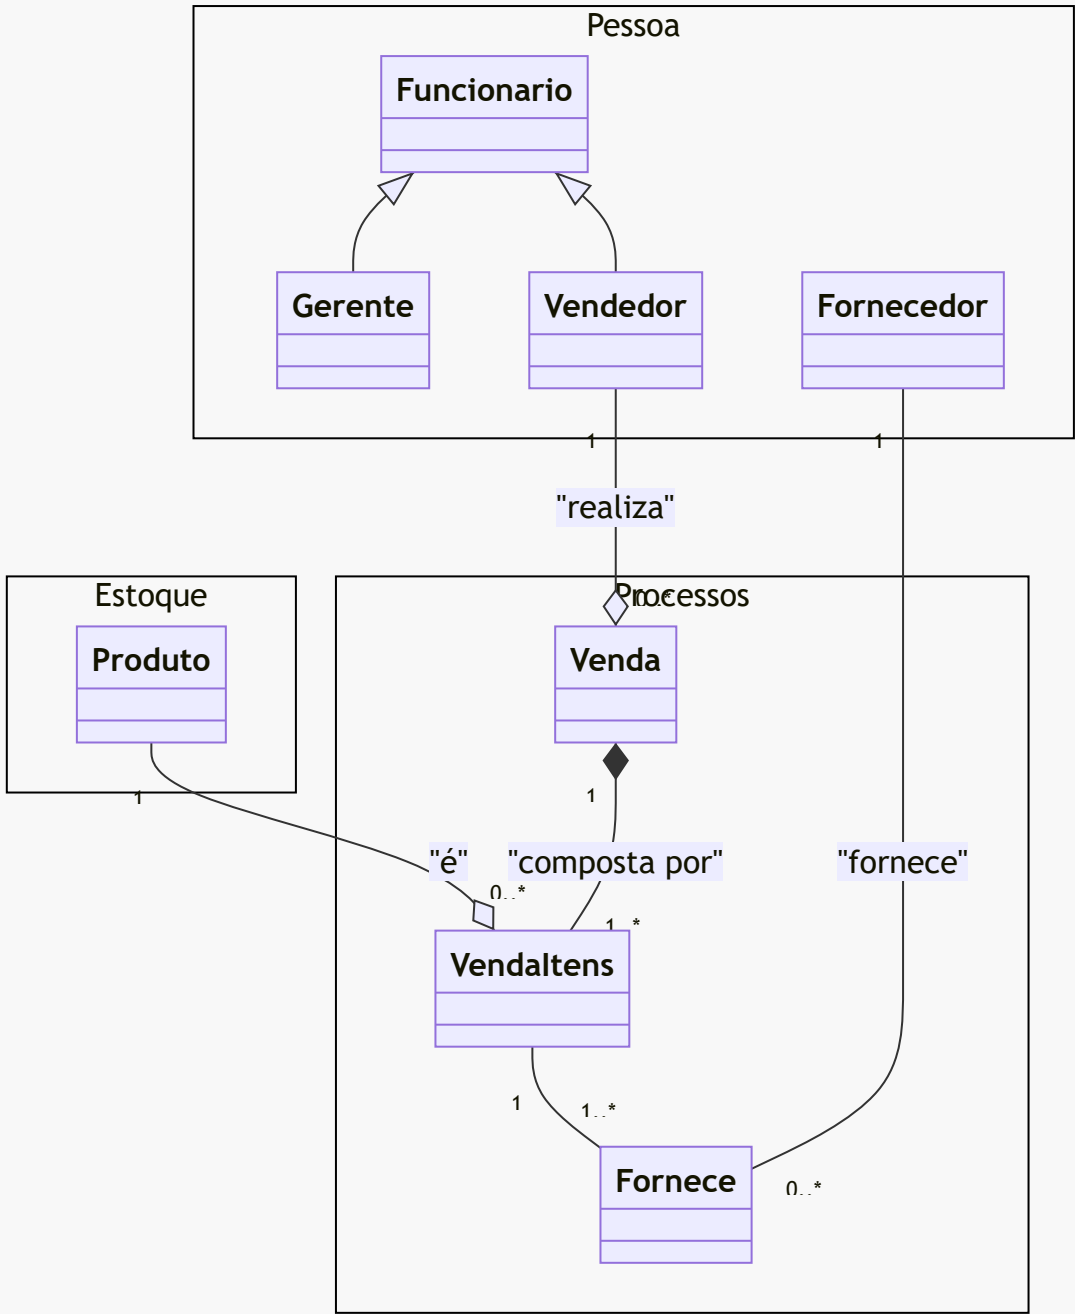 Pessoa
Funcionario
Gerente
Vendedor
Fornecedor
1
1
"realiza"
Estoque
Processos
0..*
Produto
Venda
1
1
"é"
"composta por"
"fornece"
0..*
1..*
VendaItens
1
1..*
Fornece
0..*